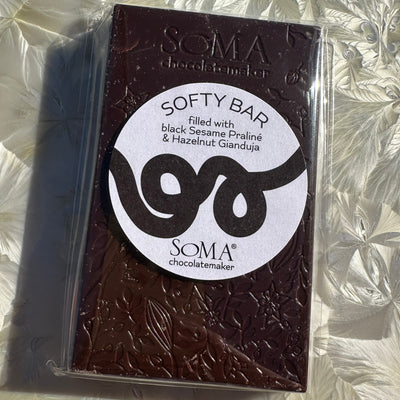 SOMA
chocolatemaker
SOFTY BAR
filled with
black Sesame Praliné
& Hazelnut Gianduja
SOMA®
chocolatemaker